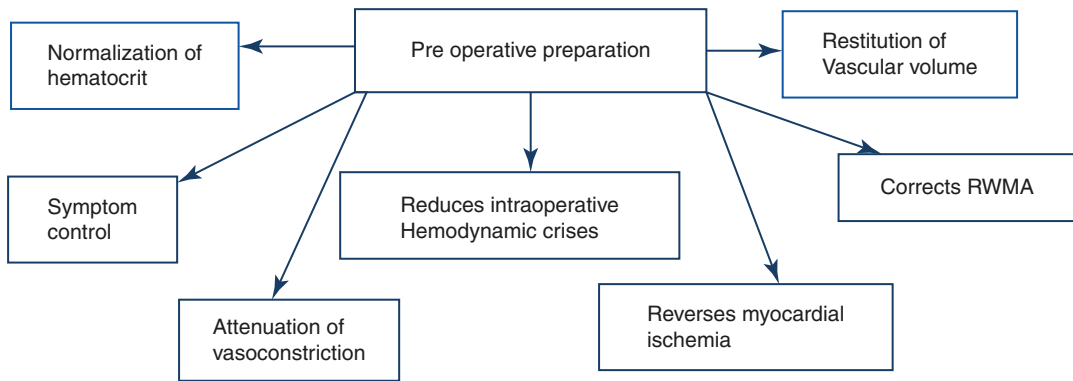 Pre operative preparation
Normalization of
hematocrit
Restitution of
Vascular volume
Symptom
control
Reduces intraoperative
Hemodynamic crises
Corrects RWMA
Attenuation of
vasoconstriction
Reverses myocardial
ischemia